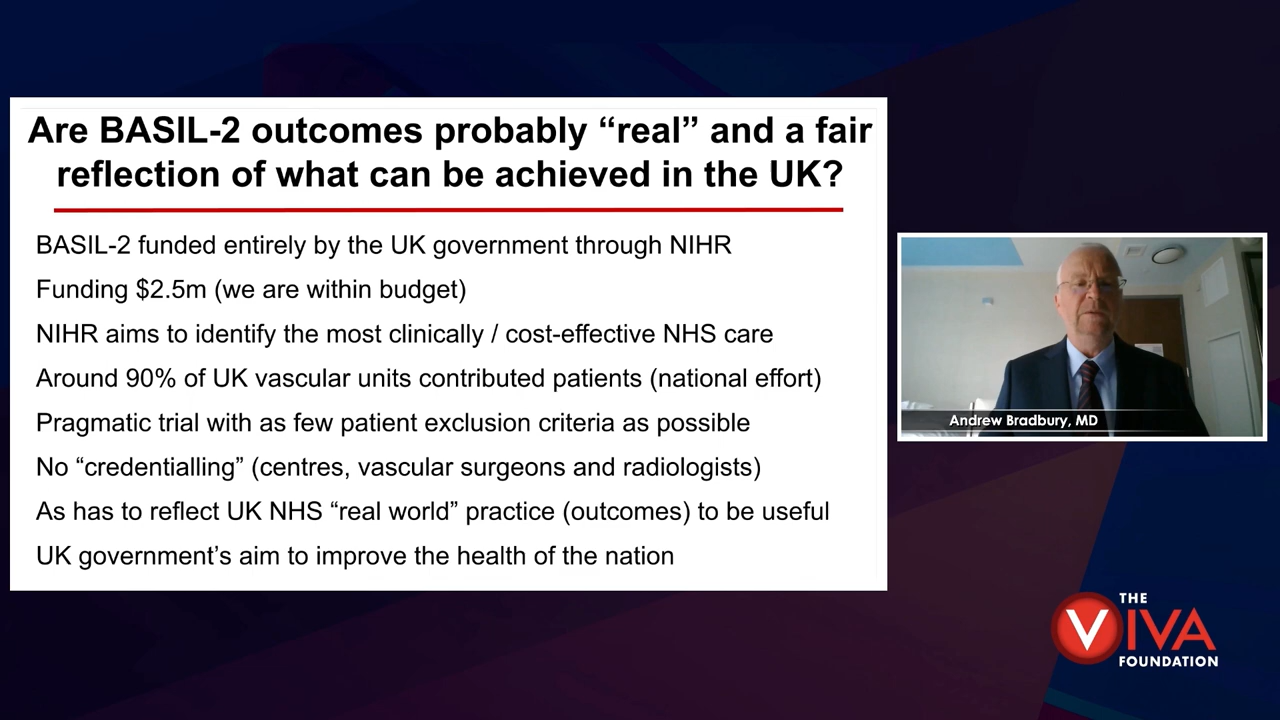 Are BASIL-2 outcomes probably “real” and a fair
reflection of what can be achieved in the UK?
BASIL-2 funded entirely by the UK government through NIHR
Funding $2.5m (we are within budget)
NIHR aims to identify the most clinically / cost-effective NHS care
Around 90% of UK vascular units contributed patients (national effort)
Pragmatic trial with as few patient exclusion criteria as possible
No “credentialling” (centres, vascular surgeons and radiologists)
As has to reflect UK NHS “real world” practice (outcomes) to be useful
UK government’s aim to improve the health of the nation
Andrew Bradbury, MD
THE
VIVA
FOUNDATION